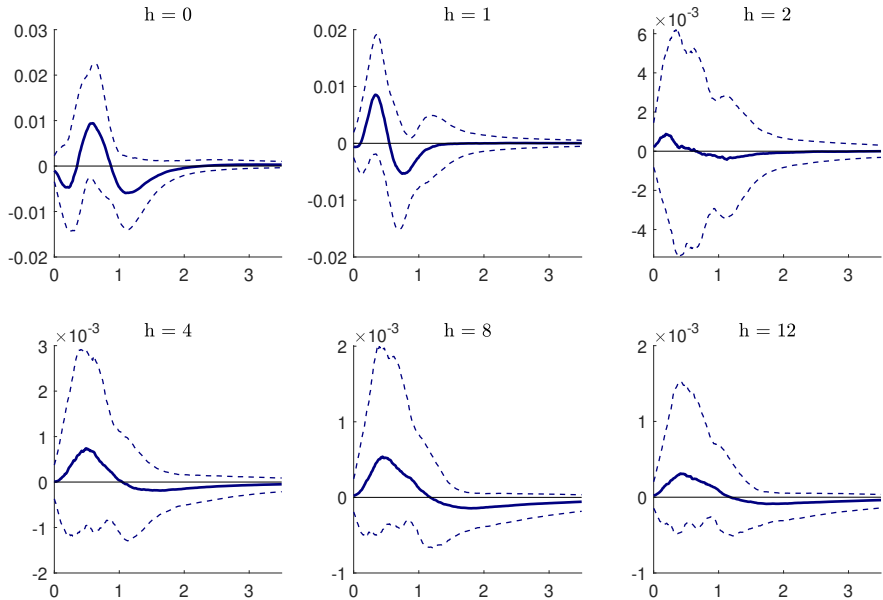 h = 0
0.03
0.02
0.01
0
-0.01
-0.02
0 1 2 3
h = 1
0.02
0.01
0
-0.01
-0.02
0 1 2 3
h = 2
×10⁻³
6
4
2
0
-2
-4
0 1 2 3
h = 4
×10⁻³
3
2
1
0
-1
-2
0 1 2 3
h = 8
×10⁻³
2
1
0
-1
0 1 2 3
h = 12
×10⁻³
2
1
0
-1
0 1 2 3